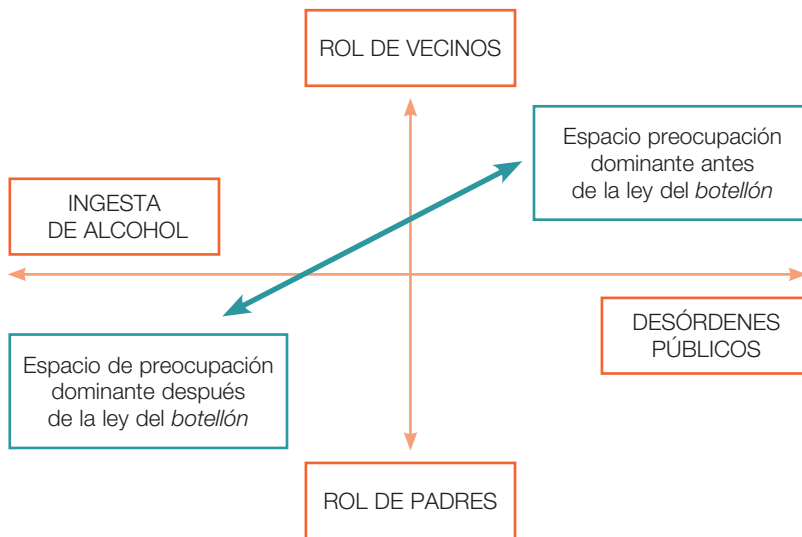 ROL DE VECINOS
Espacio preocupación
dominante antes
de la ley del botellón
INGESTA
DE ALCOHOL
DESÓRDENES
PÚBLICOS
Espacio de preocupación
dominante después
de la ley del botellón
ROL DE PADRES